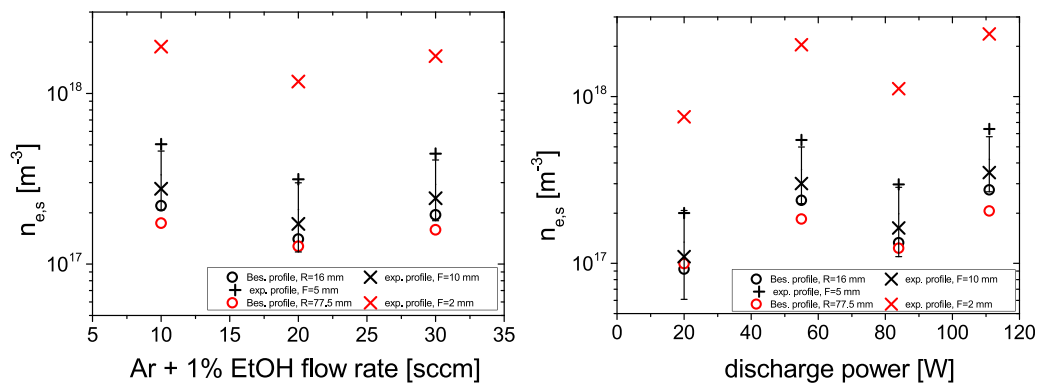 10^18
10^17
n_e,s [m^-3]
5 10 15 20 25 30 35
Ar + 1% EtOH flow rate [sccm]
Bes. profile, R=16 mm
exp. profile, F=10 mm
exp. profile, F=5 mm
Bes. profile, R=77.5 mm
exp. profile, F=2 mm
10^18
10^17
n_e,s [m^-3]
0 20 40 60 80 100 120
discharge power [W]
Bes. profile, R=16 mm
exp. profile, F=10 mm
exp. profile, F=5 mm
Bes. profile, R=77.5 mm
exp. profile, F=2 mm